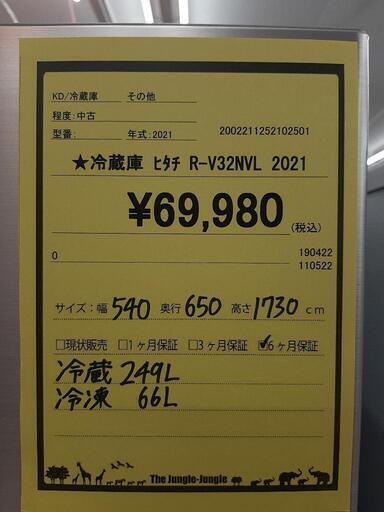 KD/冷蔵庫 その他
程度:中古
型番: 年式:2021 2002211252102501
★冷蔵庫 ﾋﾀﾁ R-V32NVL 2021
¥69,980(税込)
0 190422
110522
サイズ:幅 540 奥行 650 高さ 1730 cm
□現状販売 □1ヶ月保証 □3ヶ月保証 ☑6ヶ月保証
冷蔵 249L
冷凍 66L
The Junglo-Jungle